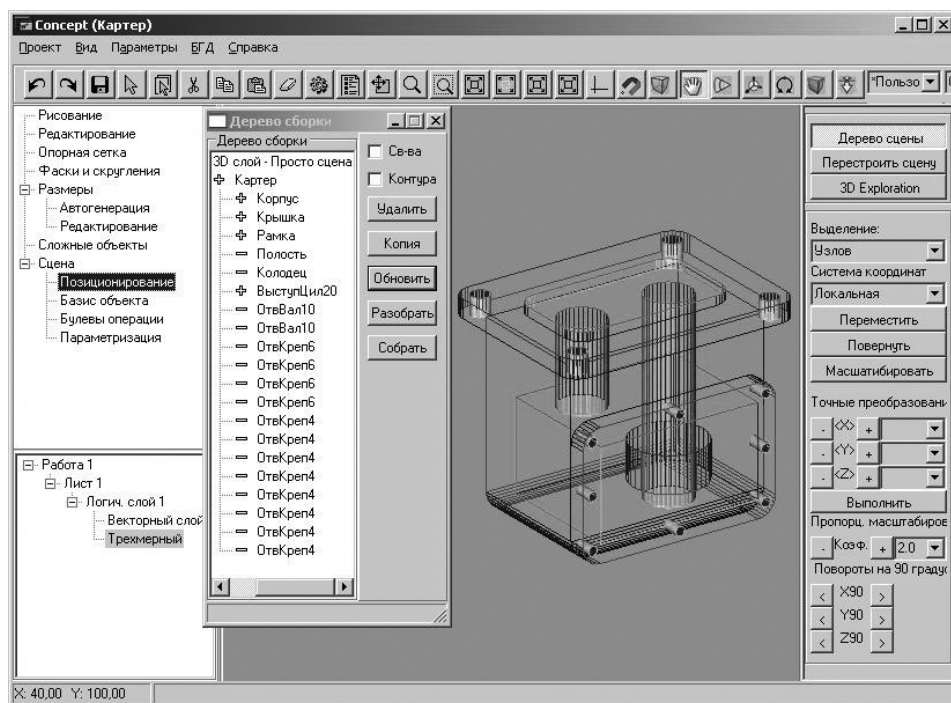 Concept (Картер)
Проект Вид Параметры БГД Справка
*Пользо
Рисование
Редактирование
Опорная сетка
Фаски и скругления
Размеры
Автогенерация
Редактирование
Сложные объекты
Сцена
Позиционирование
Базис объекта
Булевы операции
Параметризация
Работа 1
Лист 1
Логич. слой 1
Векторный слой
Трехмерный
Дерево сборки
Дерево сборки
3D слой - Просто сцена
Картер
Корпус
Крышка
Рамка
Полость
Колодец
ВыступЦил20
ОтвВал10
ОтвВал10
ОтвКреп6
ОтвКреп6
ОтвКреп6
ОтвКреп6
ОтвКреп4
ОтвКреп4
ОтвКреп4
ОтвКреп4
ОтвКреп4
ОтвКреп4
ОтвКреп4
ОтвКреп4
Св-ва
Контура
Удалить
Копия
Обновить
Разобрать
Собрать
Дерево сцены
Перестроить сцену
3D Exploration
Выделение:
Узлов
Система координат
Локальная
Переместить
Повернуть
Масшатибировать
Точные преобразовани
- <X> +
- <Y> +
- <Z> +
Выполнить
Пропорц. масштабиров
- Коэф. + 2.0
Повороты на 90 градус
< X90 >
< Y90 >
< Z90 >
X: 40,00 Y: 100,00